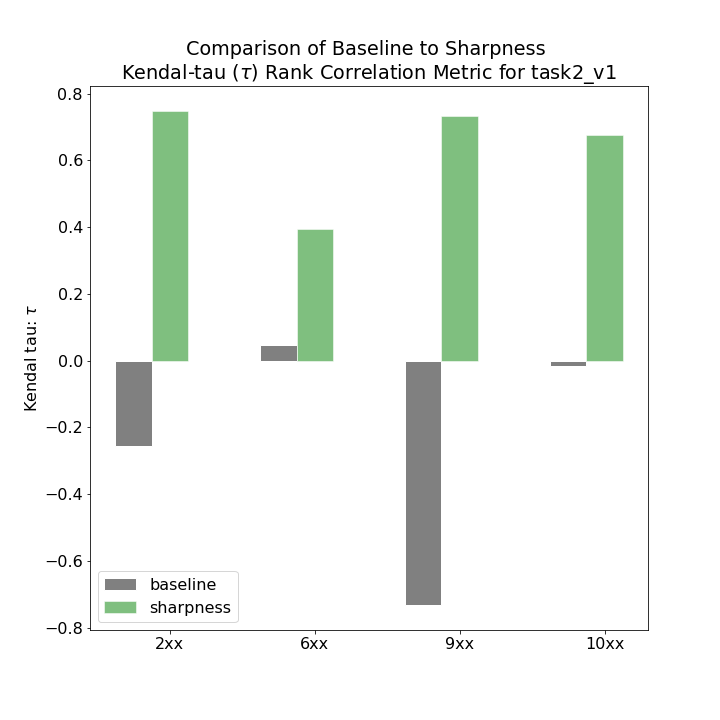 Comparison of Baseline to Sharpness
Kendal-tau (τ) Rank Correlation Metric for task2_v1
Kendal tau: τ
0.8
0.6
0.4
0.2
0.0
−0.2
−0.4
−0.6
−0.8
baseline
sharpness
2xx
6xx
9xx
10xx